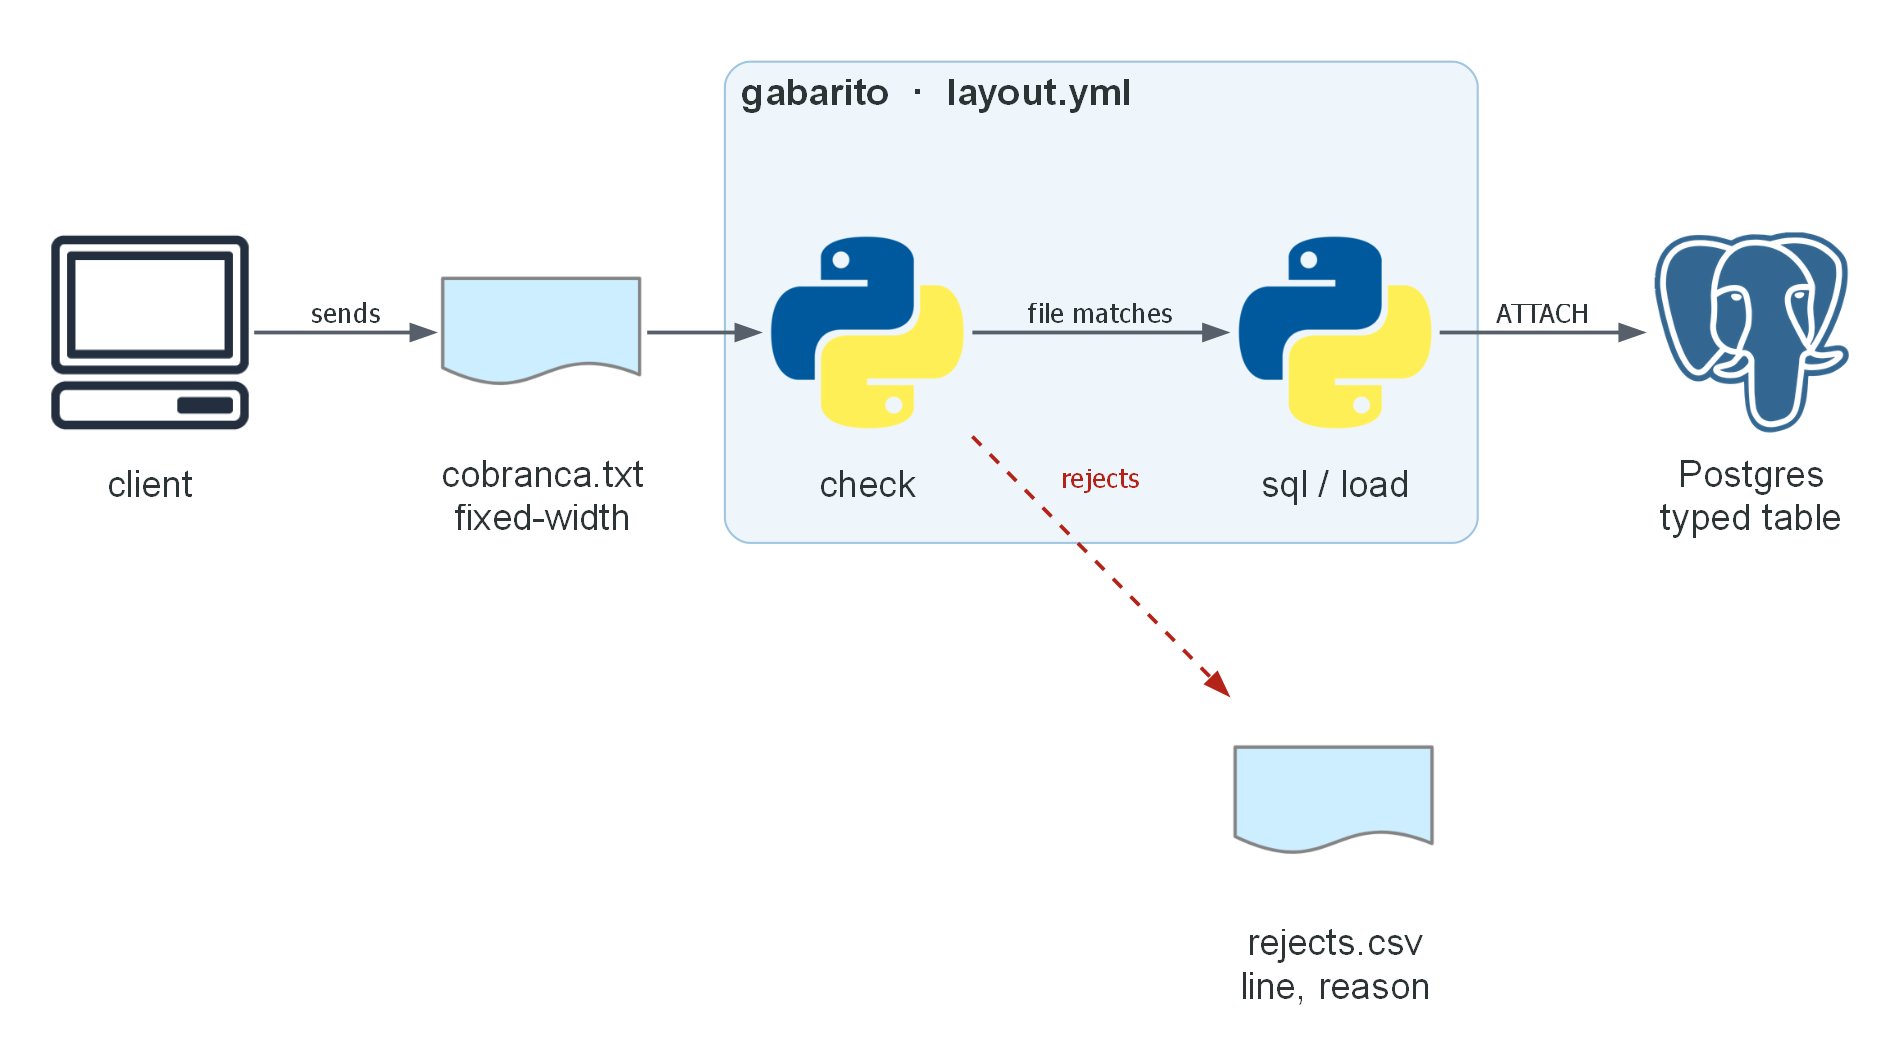 gabarito · layout.yml
sends
file matches
ATTACH
client
cobranca.txt
fixed-width
check
rejects
sql / load
Postgres
typed table
rejects.csv
line, reason